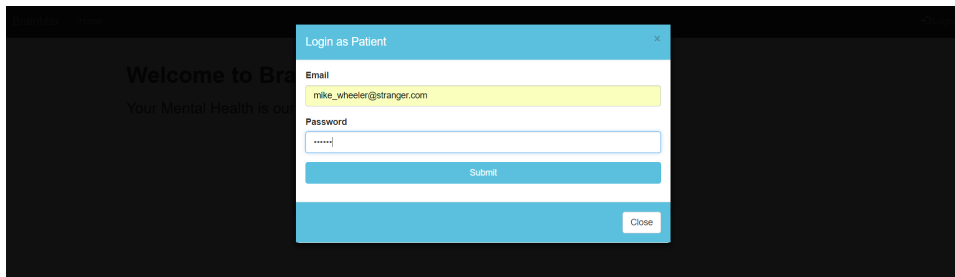 Login as Patient
×
Welcome to Bra
Email
mike_wheeler@stranger.com
Your Mental Health is our
Password
••••••
Submit
Close